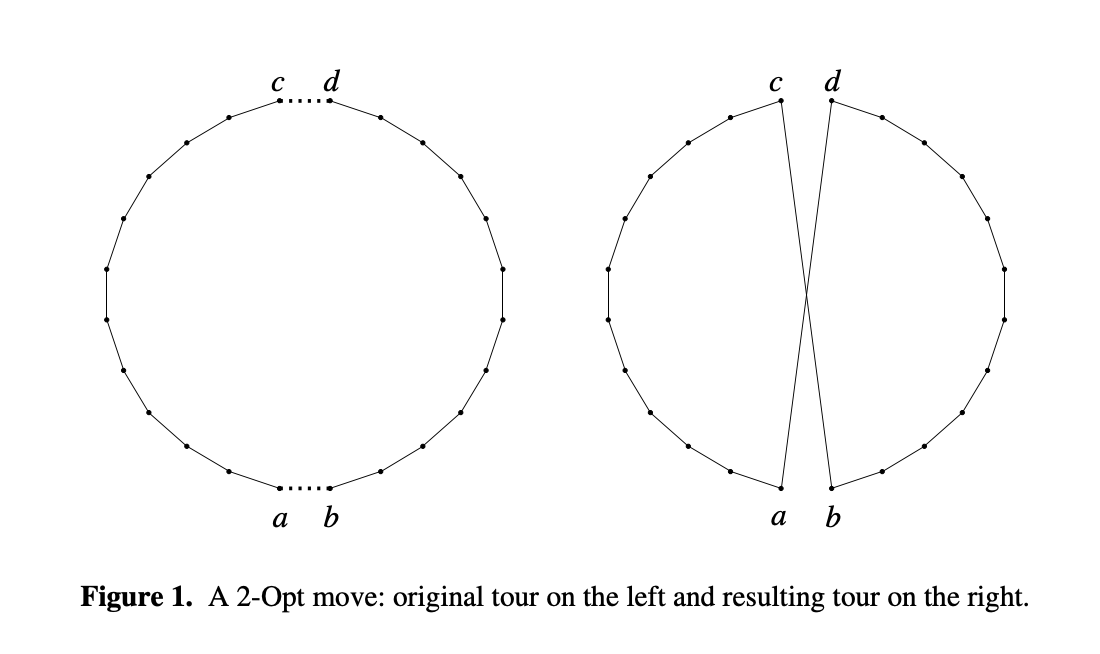 c d c d
a b a b
Figure 1. A 2-Opt move: original tour on the left and resulting tour on the right.